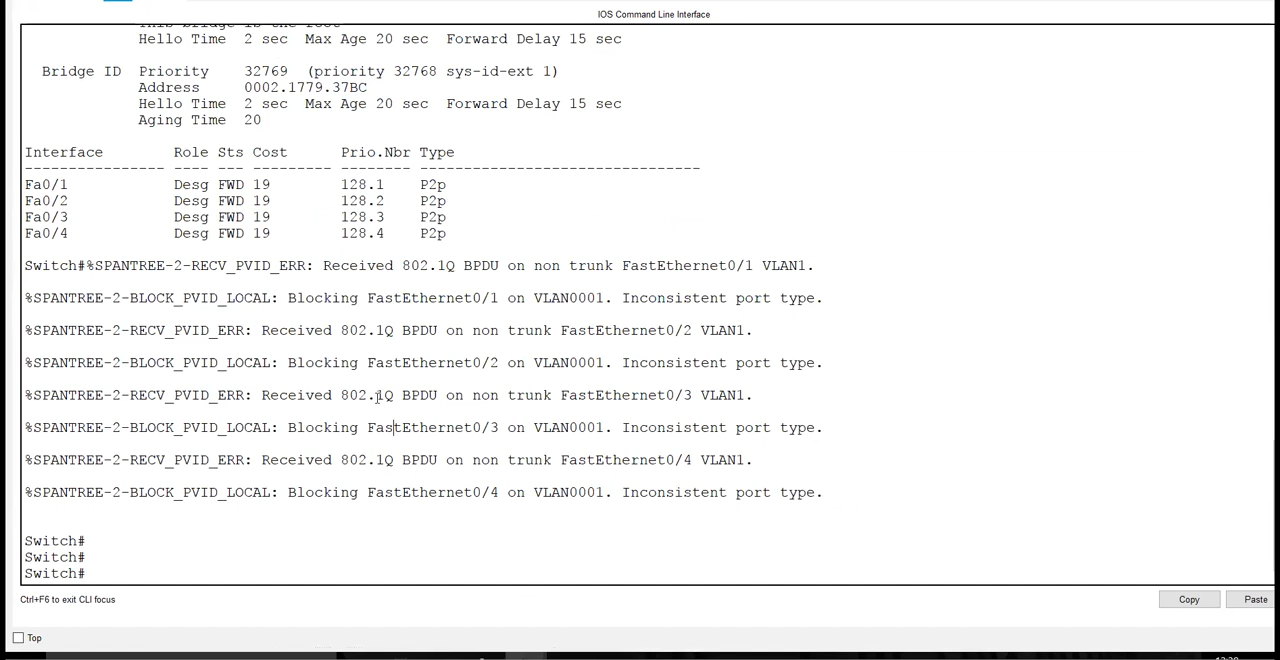 IOS Command Line Interface
This bridge is the root
Hello Time 2 sec Max Age 20 sec Forward Delay 15 sec
Bridge ID Priority 32769 (priority 32768 sys-id-ext 1)
Address 0002.1779.37BC
Hello Time 2 sec Max Age 20 sec Forward Delay 15 sec
Aging Time 20
Interface Role Sts Cost Prio.Nbr Type
---------------- ---- --- --------- -------- --------------------------------
Fa0/1 Desg FWD 19 128.1 P2p
Fa0/2 Desg FWD 19 128.2 P2p
Fa0/3 Desg FWD 19 128.3 P2p
Fa0/4 Desg FWD 19 128.4 P2p
Switch#%SPANTREE-2-RECV_PVID_ERR: Received 802.1Q BPDU on non trunk FastEthernet0/1 VLAN1.
%SPANTREE-2-BLOCK_PVID_LOCAL: Blocking FastEthernet0/1 on VLAN0001. Inconsistent port type.
%SPANTREE-2-RECV_PVID_ERR: Received 802.1Q BPDU on non trunk FastEthernet0/2 VLAN1.
%SPANTREE-2-BLOCK_PVID_LOCAL: Blocking FastEthernet0/2 on VLAN0001. Inconsistent port type.
%SPANTREE-2-RECV_PVID_ERR: Received 802.1Q BPDU on non trunk FastEthernet0/3 VLAN1.
%SPANTREE-2-BLOCK_PVID_LOCAL: Blocking FastEthernet0/3 on VLAN0001. Inconsistent port type.
%SPANTREE-2-RECV_PVID_ERR: Received 802.1Q BPDU on non trunk FastEthernet0/4 VLAN1.
%SPANTREE-2-BLOCK_PVID_LOCAL: Blocking FastEthernet0/4 on VLAN0001. Inconsistent port type.
Switch#
Switch#
Switch#
Ctrl+F6 to exit CLI focus
Copy Paste
Top